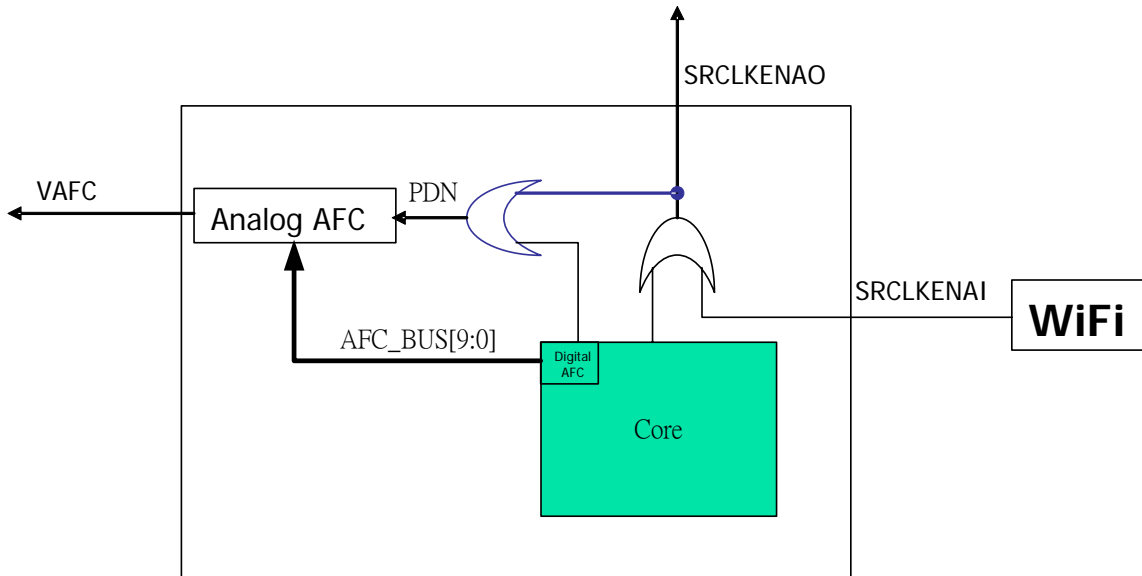 SRCLKENAO
VAFC
PDN
Analog AFC
SRCLKENAI
WiFi
AFC_BUS[9:0]
Digital
AFC
Core